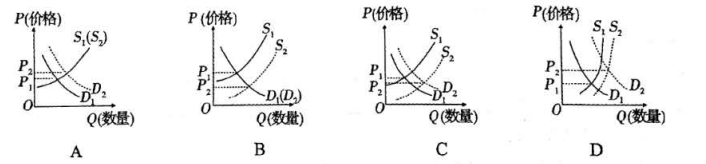 P(价格)
S₁(S₂)
P₂
P₁
O
D₂
D₁
Q(数量)
A
P(价格)
S₁
S₂
P₁
P₂
O
D₁(D₂)
Q(数量)
B
P(价格)
S₁
S₂
P₁
P₂
O
D₁
D₂
Q(数量)
C
P(价格)
S₁ S₂
P₂
P₁
O
D₂
D₁
Q(数量)
D